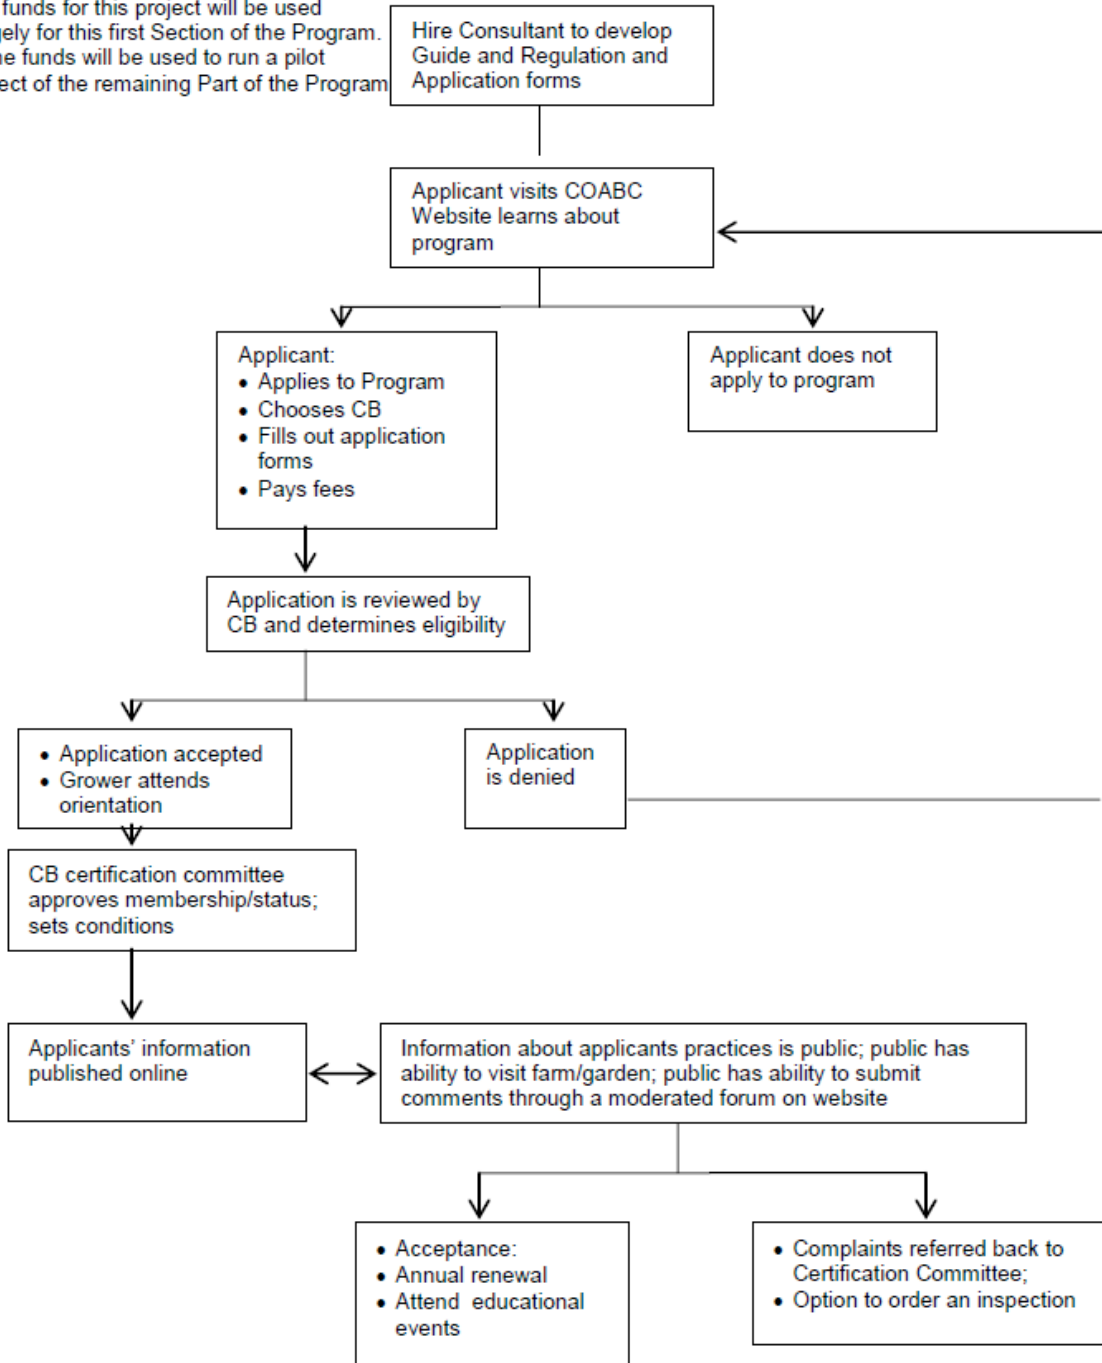 funds for this project will be used
gely for this first Section of the Program.
ne funds will be used to run a pilot
ect of the remaining Part of the Program
Hire Consultant to develop
Guide and Regulation and
Application forms
Applicant visits COABC
Website learns about
program
Applicant:
• Applies to Program
• Chooses CB
• Fills out application
forms
• Pays fees
Applicant does not
apply to program
Application is reviewed by
CB and determines eligibility
• Application accepted
• Grower attends
orientation
Application
is denied
CB certification committee
approves membership/status;
sets conditions
Applicants’ information
published online
Information about applicants practices is public; public has
ability to visit farm/garden; public has ability to submit
comments through a moderated forum on website
• Acceptance:
• Annual renewal
• Attend educational
events
• Complaints referred back to
Certification Committee;
• Option to order an inspection